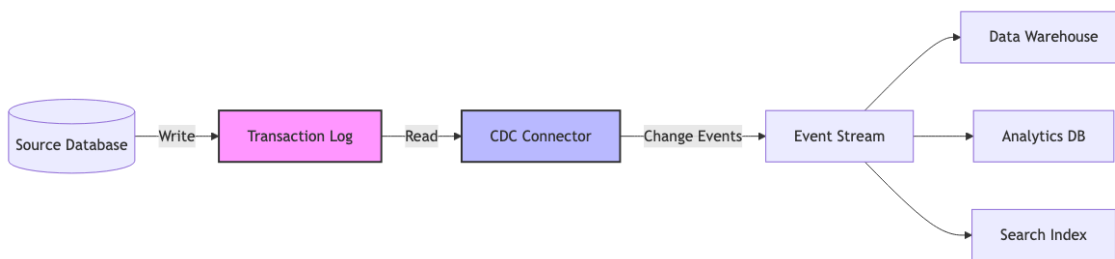 Data Warehouse
Source Database
Write
Transaction Log
Read
CDC Connector
Change Events
Event Stream
Analytics DB
Search Index